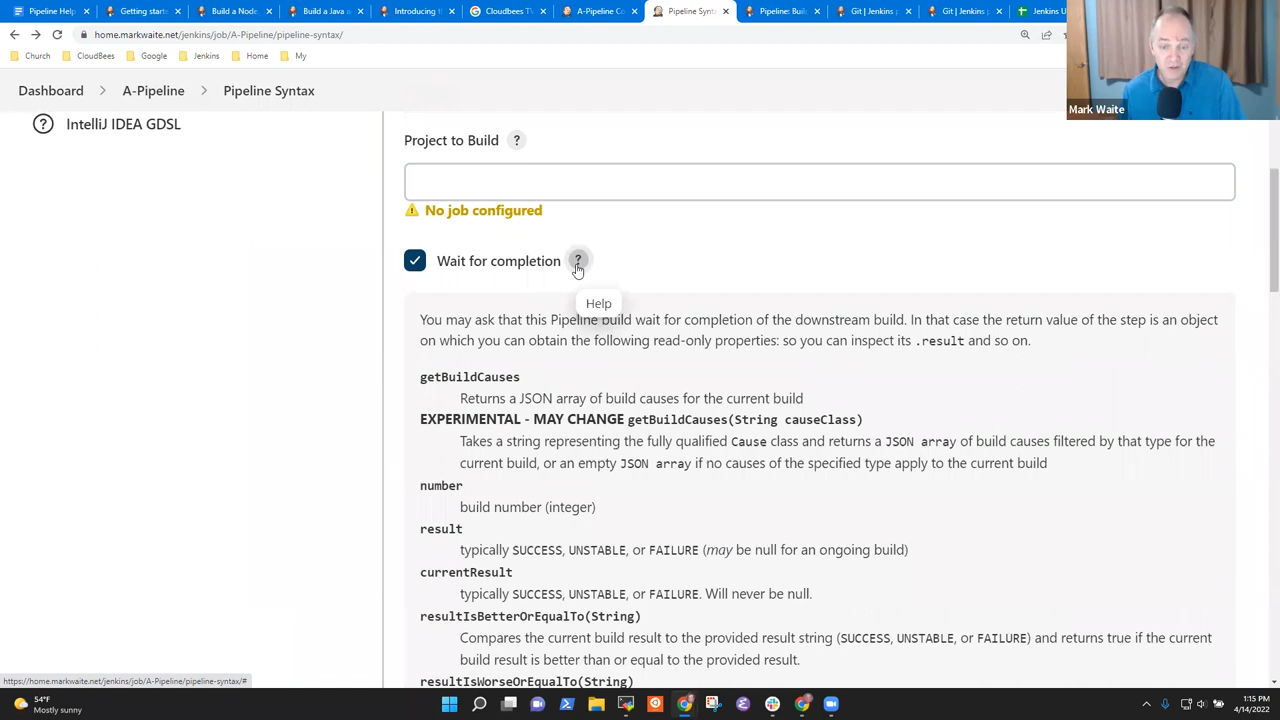 Pipeline Help
Getting starte
Build a Node
Build a Java u
Introducing th
Cloudbees TV
A-Pipeline Co
Pipeline Synta
Pipeline: Buil
Git | Jenkins p
Git | Jenkins p
Jenkins U
home.markwaite.net/jenkins/job/A-Pipeline/pipeline-syntax/
Church
CloudBees
Google
Jenkins
Home
My
Dashboard > A-Pipeline > Pipeline Syntax
Mark Waite
? IntelliJ IDEA GDSL
Project to Build ?
No job configured
Wait for completion ?
Help
You may ask that this Pipeline build wait for completion of the downstream build. In that case the return value of the step is an object
on which you can obtain the following read-only properties: so you can inspect its .result and so on.
getBuildCauses
Returns a JSON array of build causes for the current build
EXPERIMENTAL - MAY CHANGE getBuildCauses(String causeClass)
Takes a string representing the fully qualified Cause class and returns a JSON array of build causes filtered by that type for the
current build, or an empty JSON array if no causes of the specified type apply to the current build
number
build number (integer)
result
typically SUCCESS, UNSTABLE, or FAILURE (may be null for an ongoing build)
currentResult
typically SUCCESS, UNSTABLE, or FAILURE. Will never be null.
resultIsBetterOrEqualTo(String)
Compares the current build result to the provided result string (SUCCESS, UNSTABLE, or FAILURE) and returns true if the current
build result is better than or equal to the provided result.
resultIsWorseOrEqualTo(String)
https://home.markwaite.net/jenkins/job/A-Pipeline/pipeline-syntax/#
54°F
Mostly sunny
1:15 PM
4/14/2022